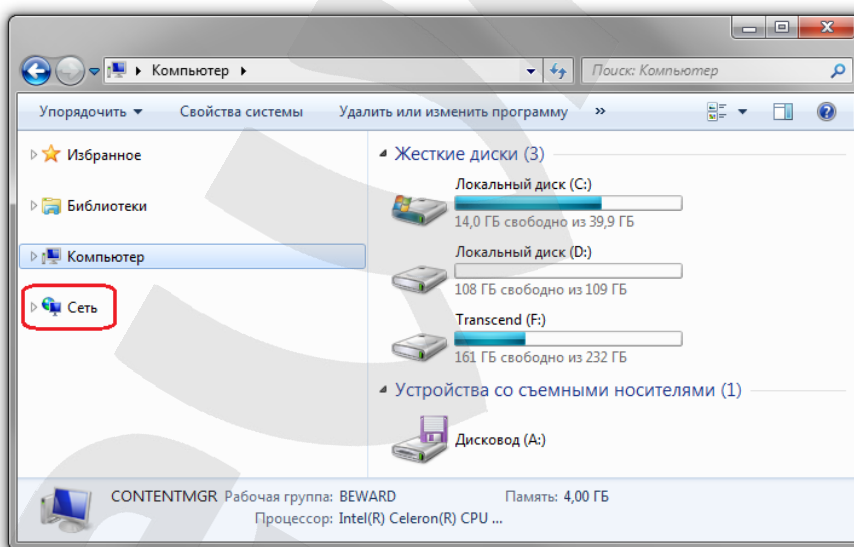 Компьютер
Поиск: Компьютер
Упорядочить Свойства системы Удалить или изменить программу »
Избранное
Библиотеки
Компьютер
Сеть
Жесткие диски (3)
Локальный диск (C:)
14,0 ГБ свободно из 39,9 ГБ
Локальный диск (D:)
108 ГБ свободно из 109 ГБ
Transcend (F:)
161 ГБ свободно из 232 ГБ
Устройства со съемными носителями (1)
Дисковод (A:)
CONTENTMGR Рабочая группа: BEWARD Память: 4,00 ГБ
Процессор: Intel(R) Celeron(R) CPU ...